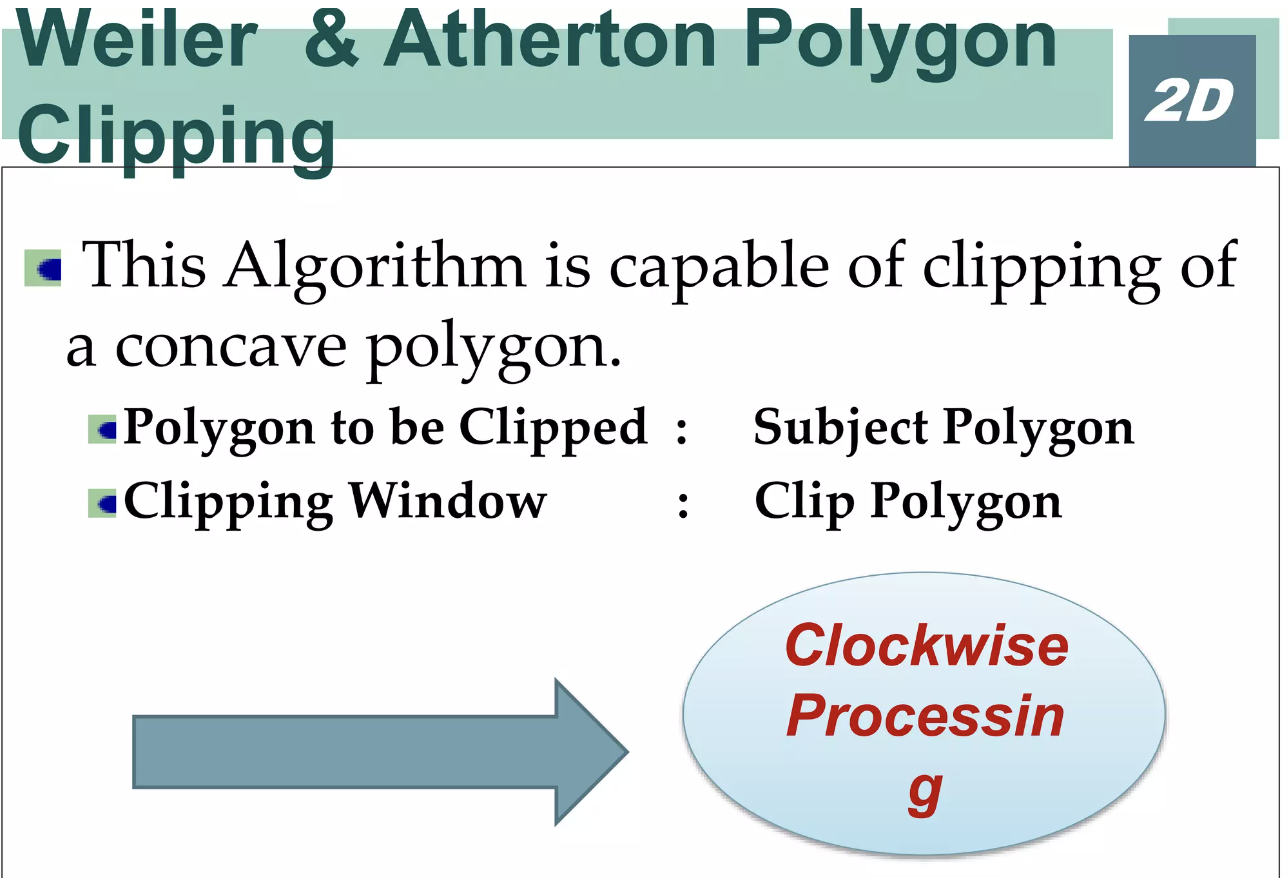 Weiler & Atherton Polygon
Clipping
2D
This Algorithm is capable of clipping of
a concave polygon.
Polygon to be Clipped : Subject Polygon
Clipping Window : Clip Polygon
Clockwise
Processin
g